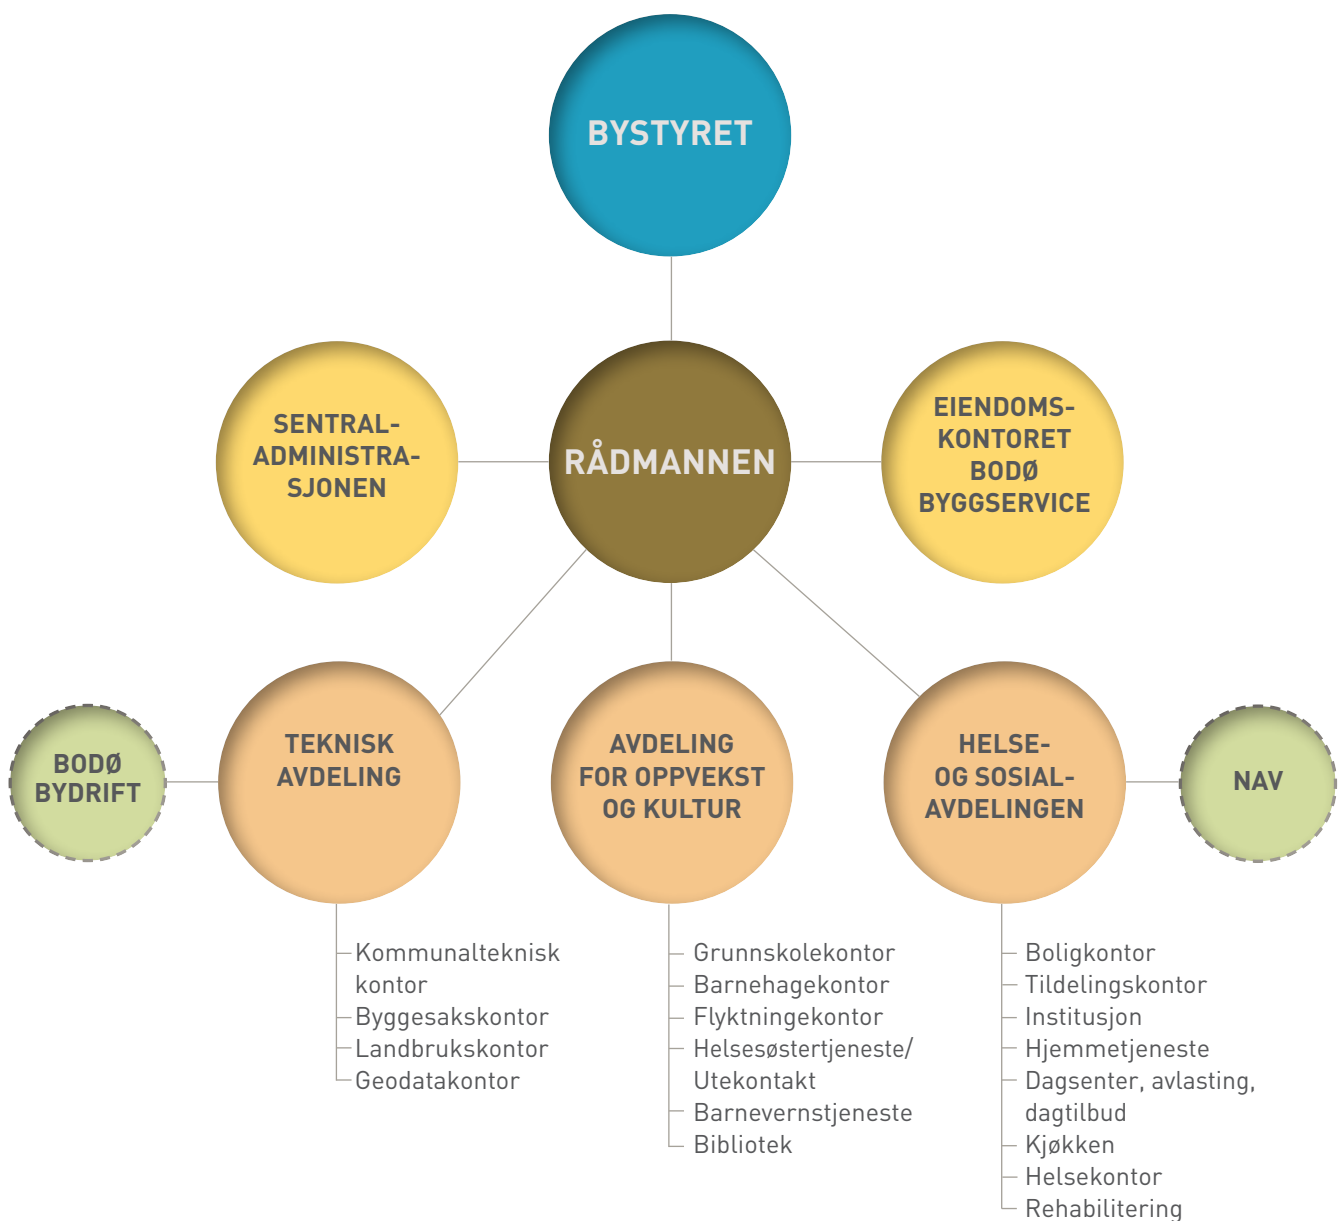 BYSTYRET
SENTRAL-
ADMINISTRA-
SJONEN
RÅDMANNEN
EIENDOMS-
KONTORET
BODØ
BYGGSERVICE
BODØ
BYDRIFT
TEKNISK
AVDELING
AVDELING
FOR OPPVEKST
OG KULTUR
HELSE-
OG SOSIAL-
AVDELINGEN
NAV
Kommunalteknisk
kontor
Byggesakskontor
Landbrukskontor
Geodatakontor
Grunnskolekontor
Barnehagekontor
Flyktningekontor
Helsesøstertjeneste/
Utekontakt
Barnevernstjeneste
Bibliotek
Boligkontor
Tildelingskontor
Institusjon
Hjemmetjeneste
Dagsenter, avlasting,
dagtilbud
Kjøkken
Helsekontor
Rehabilitering